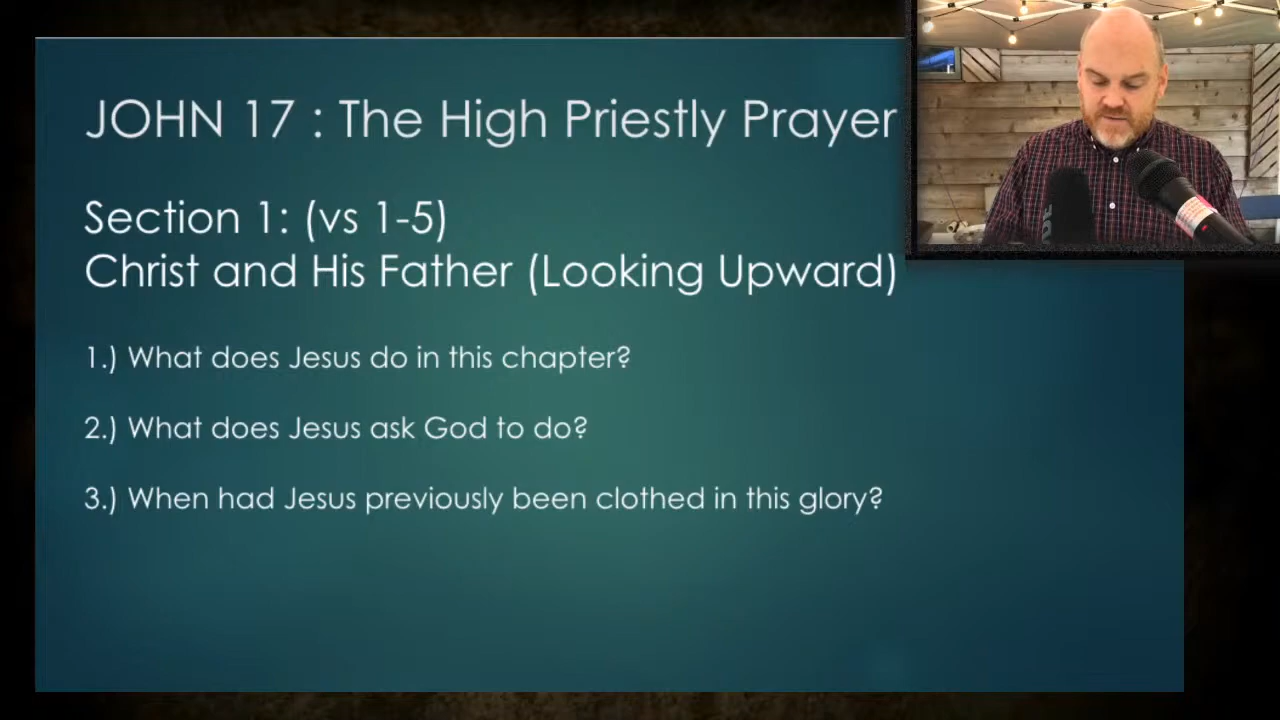 JOHN 17 : The High Priestly Prayer
Section 1: (vs 1-5)
Christ and His Father (Looking Upward)
1.) What does Jesus do in this chapter?
2.) What does Jesus ask God to do?
3.) When had Jesus previously been clothed in this glory?